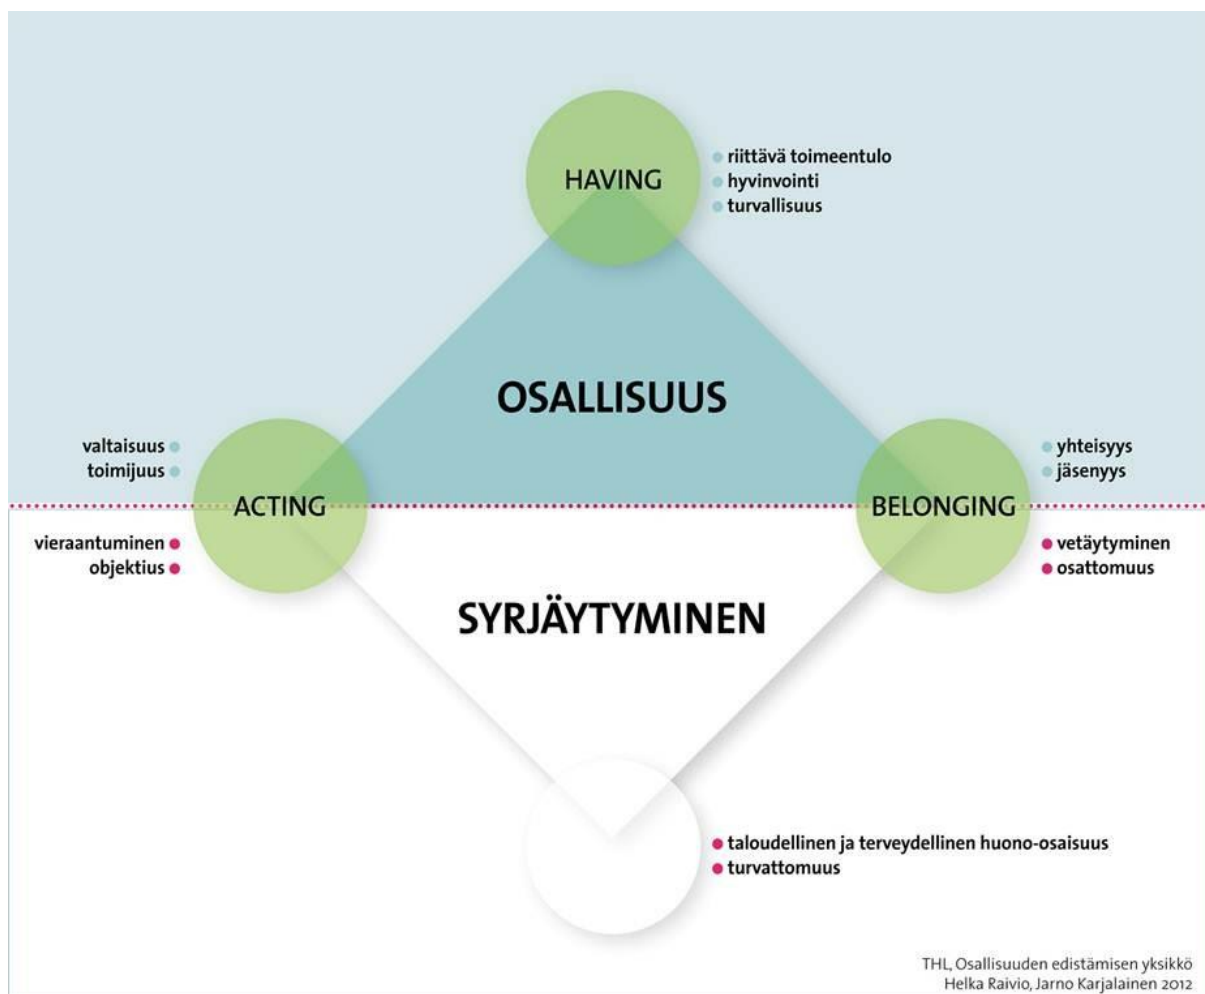 HAVING
riittävä toimeentulo
hyvinvointi
turvallisuus
OSALLISUUS
valtaisuus
toimijuus
yhteisyys
jäsenyys
ACTING
BELONGING
vieraantuminen
objektius
vetäytyminen
osattomuus
SYRJÄYTYMINEN
taloudellinen ja terveydellinen huono-osaisuus
turvattomuus
THL, Osallisuuden edistämisen yksikkö
Helka Raivio, Jarno Karjalainen 2012